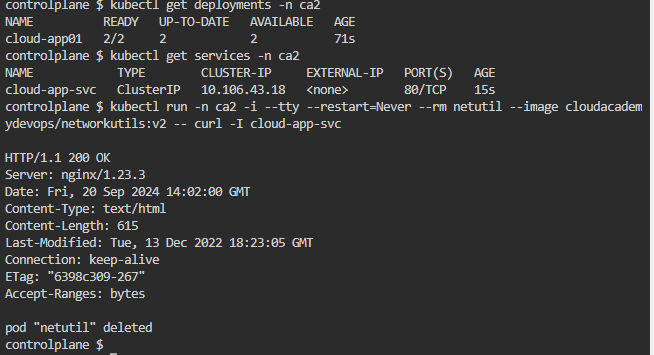 controlplane $ kubectl get deployments -n ca2
NAME          READY   UP-TO-DATE   AVAILABLE   AGE
cloud-app01   2/2     2            2           71s
controlplane $ kubectl get services -n ca2
NAME            TYPE        CLUSTER-IP      EXTERNAL-IP   PORT(S)   AGE
cloud-app-svc   ClusterIP   10.106.43.18   <none>        80/TCP    15s
controlplane $ kubectl run -n ca2 -i --tty --restart=Never --rm netutil --image cloudacadem
ydevops/networkutils:v2 -- curl -I cloud-app-svc
HTTP/1.1 200 OK
Server: nginx/1.23.3
Date: Fri, 20 Sep 2024 14:02:00 GMT
Content-Type: text/html
Content-Length: 615
Last-Modified: Tue, 13 Dec 2022 18:23:05 GMT
Connection: keep-alive
ETag: "6398c309-267"
Accept-Ranges: bytes
pod "netutil" deleted
controlplane $